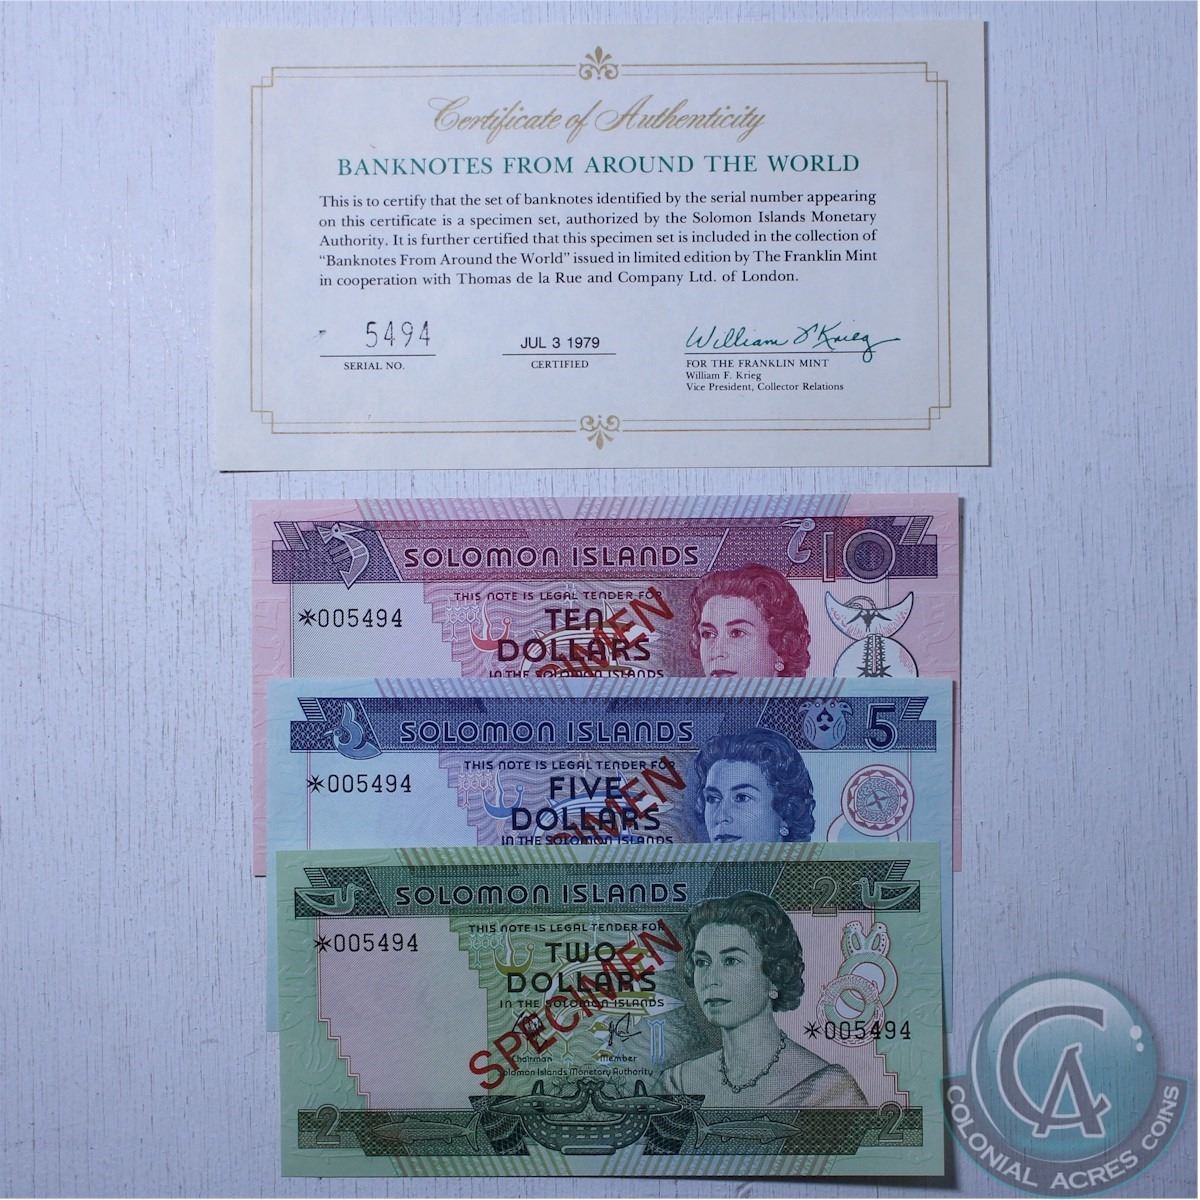 Certificate of Authenticity
BANKNOTES FROM AROUND THE WORLD
This is to certify that the set of banknotes identified by the serial number appearing
on this certificate is a specimen set, authorized by the Solomon Islands Monetary
Authority. It is further certified that this specimen set is included in the collection of
“Banknotes From Around the World” issued in limited edition by The Franklin Mint
in cooperation with Thomas de la Rue and Company Ltd. of London.
5494
SERIAL NO.
JUL 3 1979
CERTIFIED
William F Krieg
FOR THE FRANKLIN MINT
William F. Krieg
Vice President, Collector Relations
SOLOMON ISLANDS 10
THIS NOTE IS LEGAL TENDER FOR
*005494
TEN
DOLLARS
IN THE SOLOMON ISLANDS
CIMEN
SOLOMON ISLANDS 5
THIS NOTE IS LEGAL TENDER FOR
*005494
FIVE
DOLLARS
IN THE SOLOMON ISLANDS
CIMEN
SOLOMON ISLANDS 2
THIS NOTE IS LEGAL TENDER FOR
*005494
TWO
DOLLARS
IN THE SOLOMON ISLANDS
SPECIMEN
*005494
Chairman Member
Solomon Islands Monetary Authority
2 2
CA
COLONIAL ACRES COINS